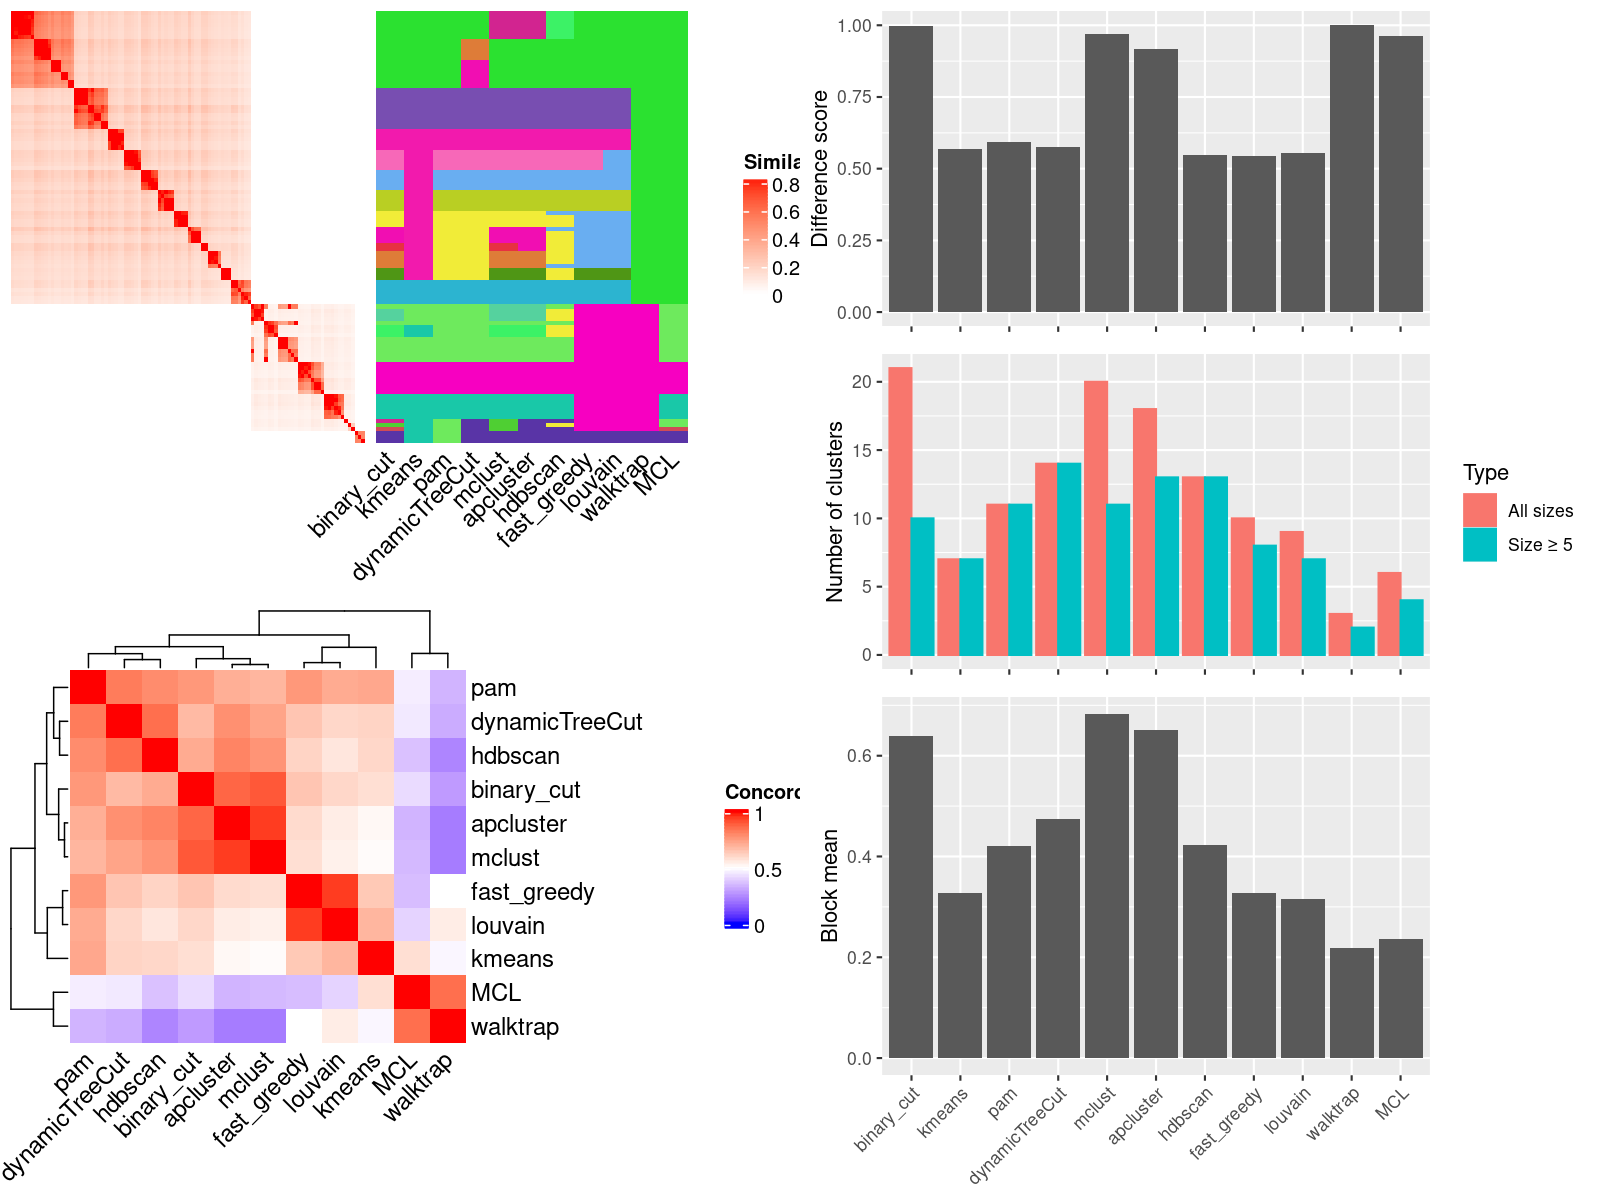 Simila
0.8
0.6
0.4
0.2
0
binary_cut
kmeans
pam
dynamicTreeCut
mclust
apcluster
hdbscan
fast_greedy
louvain
walktrap
MCL
pam
dynamicTreeCut
hdbscan
binary_cut
apcluster
mclust
fast_greedy
louvain
kmeans
MCL
walktrap
pam
dynamicTreeCut
hdbscan
binary_cut
apcluster
mclust
fast_greedy
louvain
kmeans
MCL
walktrap
Concord
1
0.5
0
Difference score
1.00
0.75
0.50
0.25
0.00
Number of clusters
20
15
10
5
0
Type
All sizes
Size ≥ 5
Block mean
0.6
0.4
0.2
0.0
binary_cut
kmeans
pam
dynamicTreeCut
mclust
apcluster
hdbscan
fast_greedy
louvain
walktrap
MCL